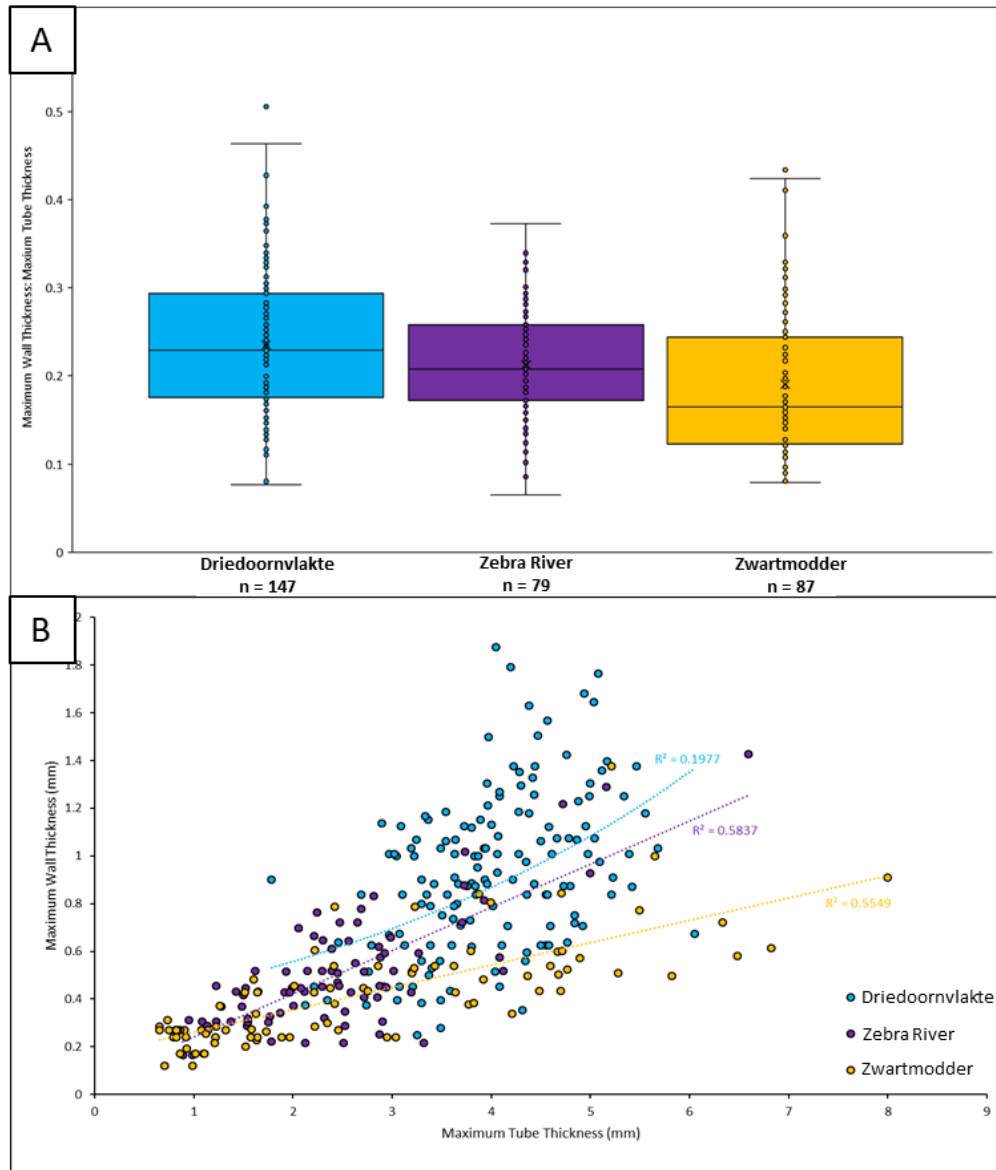 A
Maximum Wall Thickness: Maxium Tube Thickness
0.5
0.4
0.3
0.2
0.1
0
Driedoornvlakte
n = 147
Zebra River
n = 79
Zwartmodder
n = 87
B
Maximum Wall Thickness (mm)
2
1.8
1.6
1.4
1.2
1
0.8
0.6
0.4
0.2
0
R² = 0.1977
R² = 0.5837
R² = 0.5549
Driedoornvlakte
Zebra River
Zwartmodder
0 1 2 3 4 5 6 7 8 9
Maximum Tube Thickness (mm)